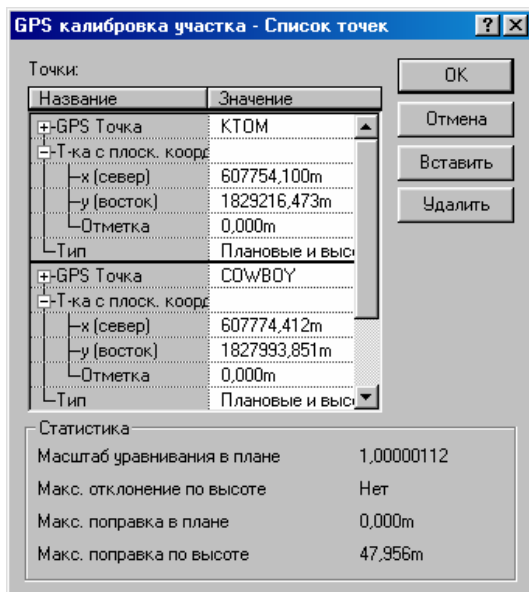 GPS калибровка участка - Список точек
Точки:
OK
Название Значение
GPS Точка KTOM
Отмена
Т-ка с плоск. коорд
Вставить
x (север) 607754,100m
y (восток) 1829216,473m
Удалить
Отметка 0,000m
Тип Плановые и выс
GPS Точка COWBOY
Т-ка с плоск. коорд
x (север) 607774,412m
y (восток) 1827993,851m
Отметка 0,000m
Тип Плановые и выс
Статистика
Масштаб уравнивания в плане 1,00000112
Макс. отклонение по высоте Нет
Макс. поправка в плане 0,000m
Макс. поправка по высоте 47,956m